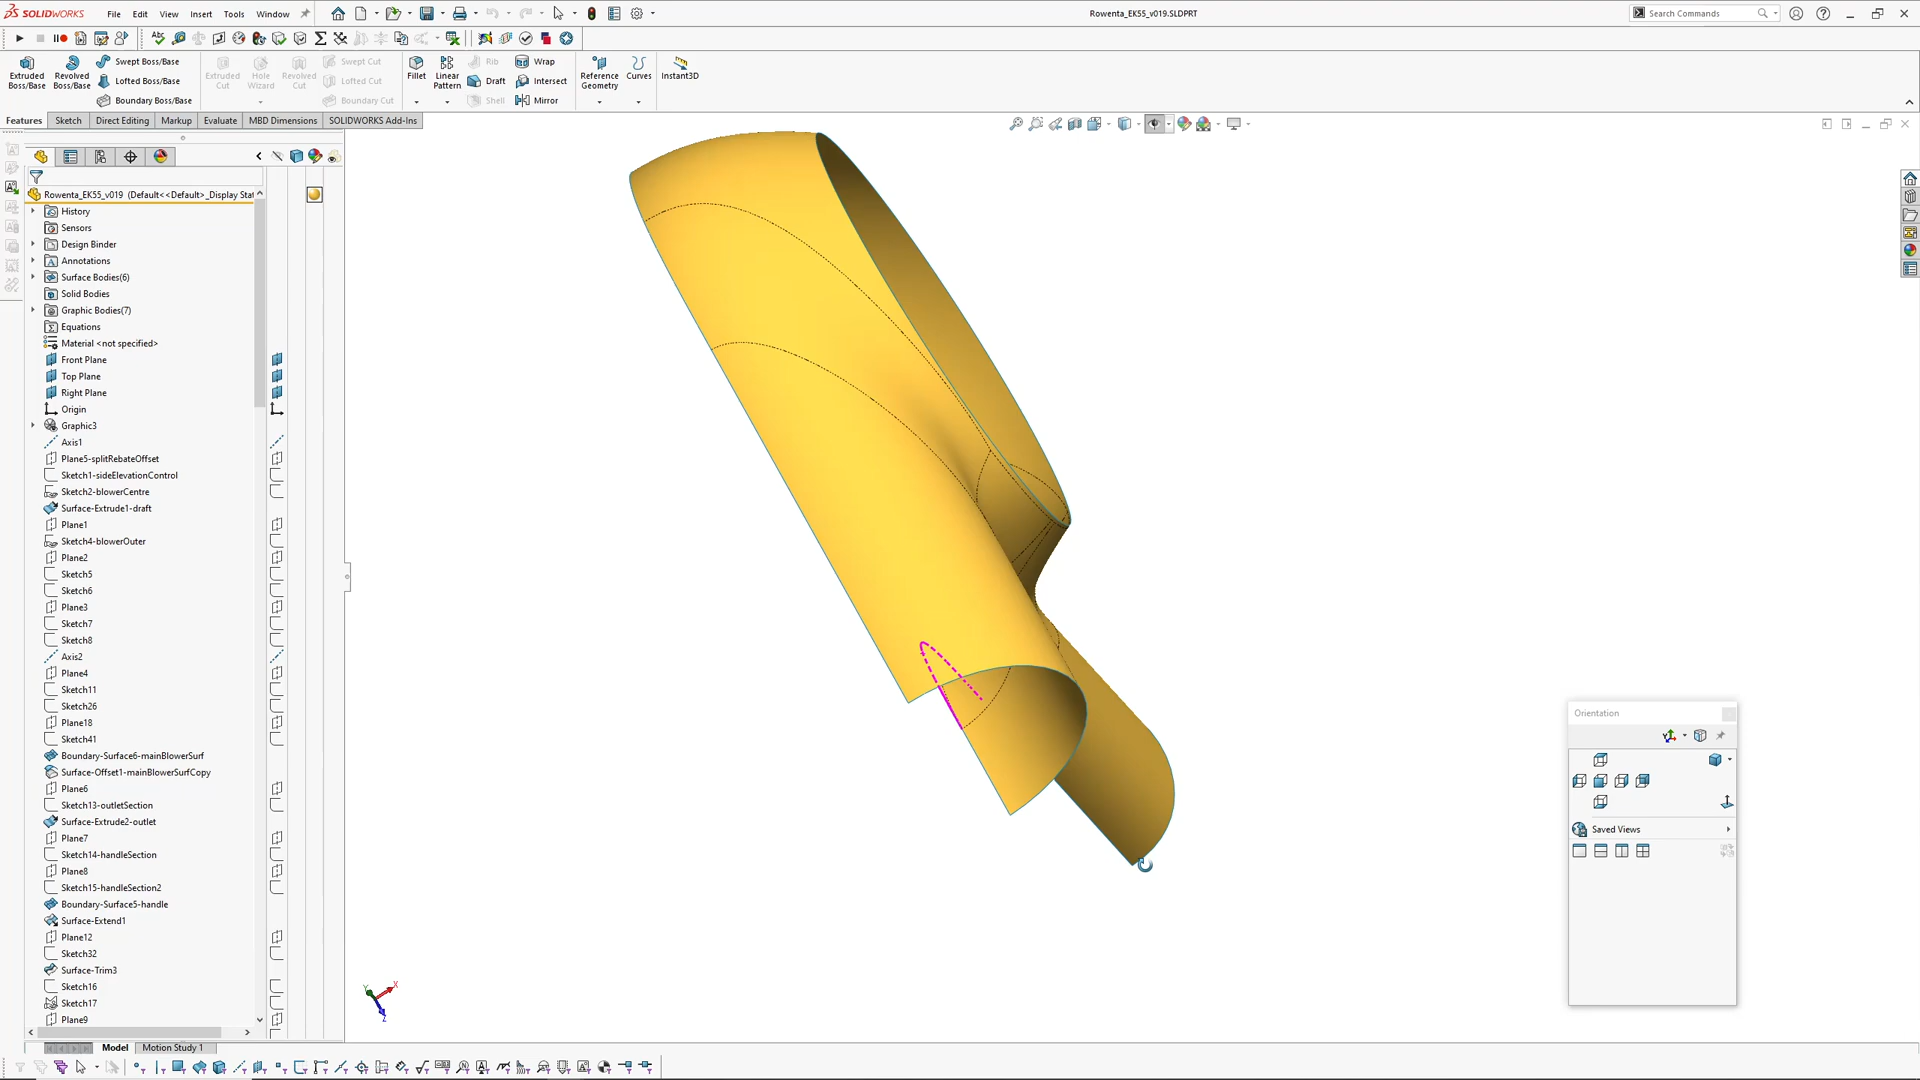 SOLIDWORKS File Edit View Insert Tools Window Rowenta_EK55_v019.SLDPRT Search Commands
Extruded Boss/Base
Revolved Boss/Base
Swept Boss/Base
Lofted Boss/Base
Boundary Boss/Base
Extruded Cut
Hole Wizard
Revolved Cut
Swept Cut
Lofted Cut
Boundary Cut
Fillet
Linear Pattern
Rib
Draft
Shell
Wrap
Intersect
Mirror
Reference Geometry
Curves
Instant3D
Features Sketch Direct Editing Markup Evaluate MBD Dimensions SOLIDWORKS Add-Ins
Rowenta_EK55_v019 (Default<<Default>_Display Sta
History
Sensors
Design Binder
Annotations
Surface Bodies(6)
Solid Bodies
Graphic Bodies(7)
Equations
Material <not specified>
Front Plane
Top Plane
Right Plane
Origin
Graphic3
Axis1
Plane5-splitRebateOffset
Sketch1-sideElevationControl
Sketch2-blowerCentre
Surface-Extrude1-draft
Plane1
Sketch4-blowerOuter
Plane2
Sketch5
Sketch6
Plane3
Sketch7
Sketch8
Axis2
Plane4
Sketch11
Sketch26
Plane18
Sketch41
Boundary-Surface6-mainBlowerSurf
Surface-Offset1-mainBlowerSurfCopy
Plane6
Sketch13-outletSection
Surface-Extrude2-outlet
Plane7
Sketch14-handleSection
Plane8
Sketch15-handleSection2
Boundary-Surface5-handle
Surface-Extend1
Plane12
Sketch32
Surface-Trim3
Sketch16
Sketch17
Plane9
Orientation
Saved Views
Y X
Z
Model Motion Study 1